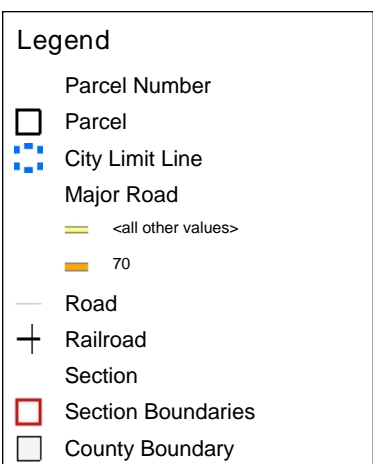 Legend
Parcel Number
Parcel
City Limit Line
Major Road
<all other values>
70
Road
Railroad
Section
Section Boundaries
County Boundary